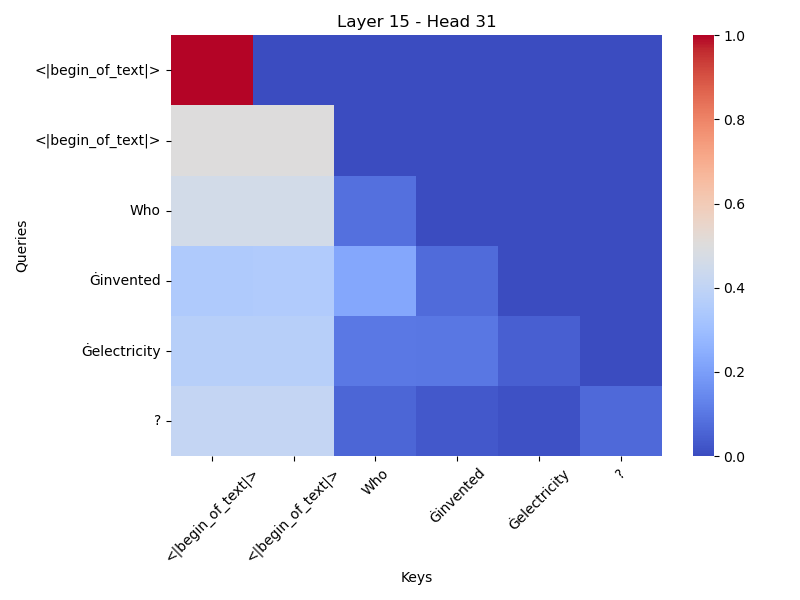 Layer 15 - Head 31
<|begin_of_text|>
<|begin_of_text|>
Who
Ġinvented
Ġelectricity
?
Queries
<|begin_of_text|>
<|begin_of_text|>
Who
Ġinvented
Ġelectricity
?
Keys
1.0
0.8
0.6
0.4
0.2
0.0